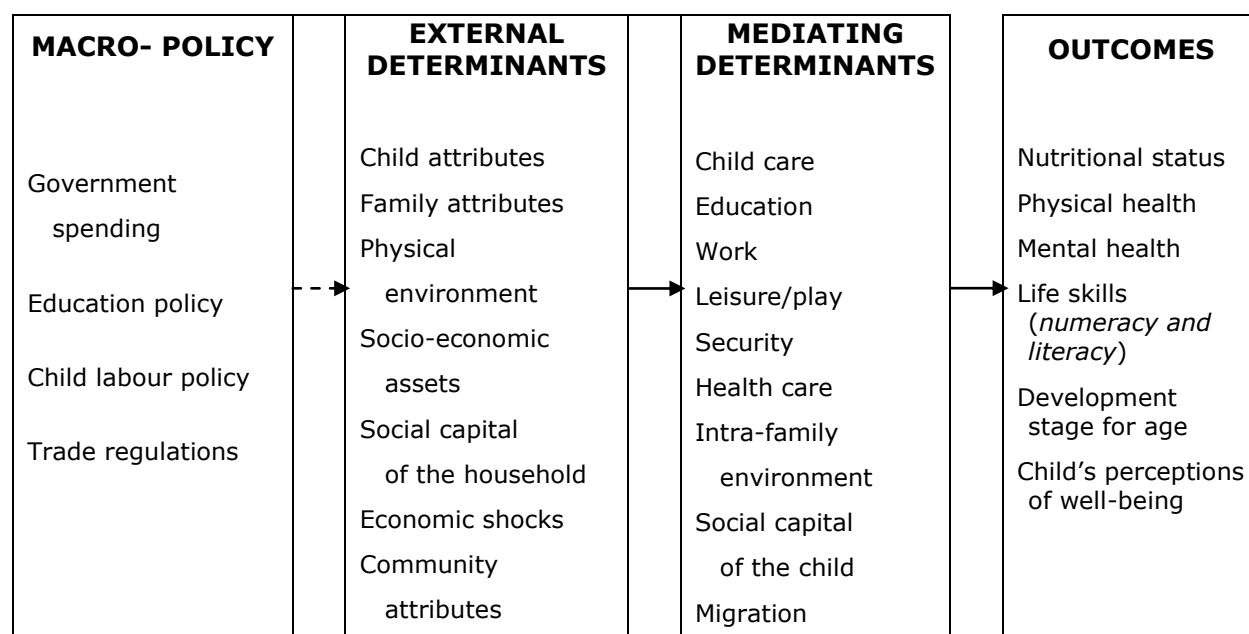 MACRO- POLICY
Government
spending
Education policy
Child labour policy
Trade regulations
EXTERNAL
DETERMINANTS
Child attributes
Family attributes
Physical
environment
Socio-economic
assets
Social capital
of the household
Economic shocks
Community
attributes
MEDIATING
DETERMINANTS
Child care
Education
Work
Leisure/play
Security
Health care
Intra-family
environment
Social capital
of the child
Migration
OUTCOMES
Nutritional status
Physical health
Mental health
Life skills
(numeracy and
literacy)
Development
stage for age
Child’s perceptions
of well-being